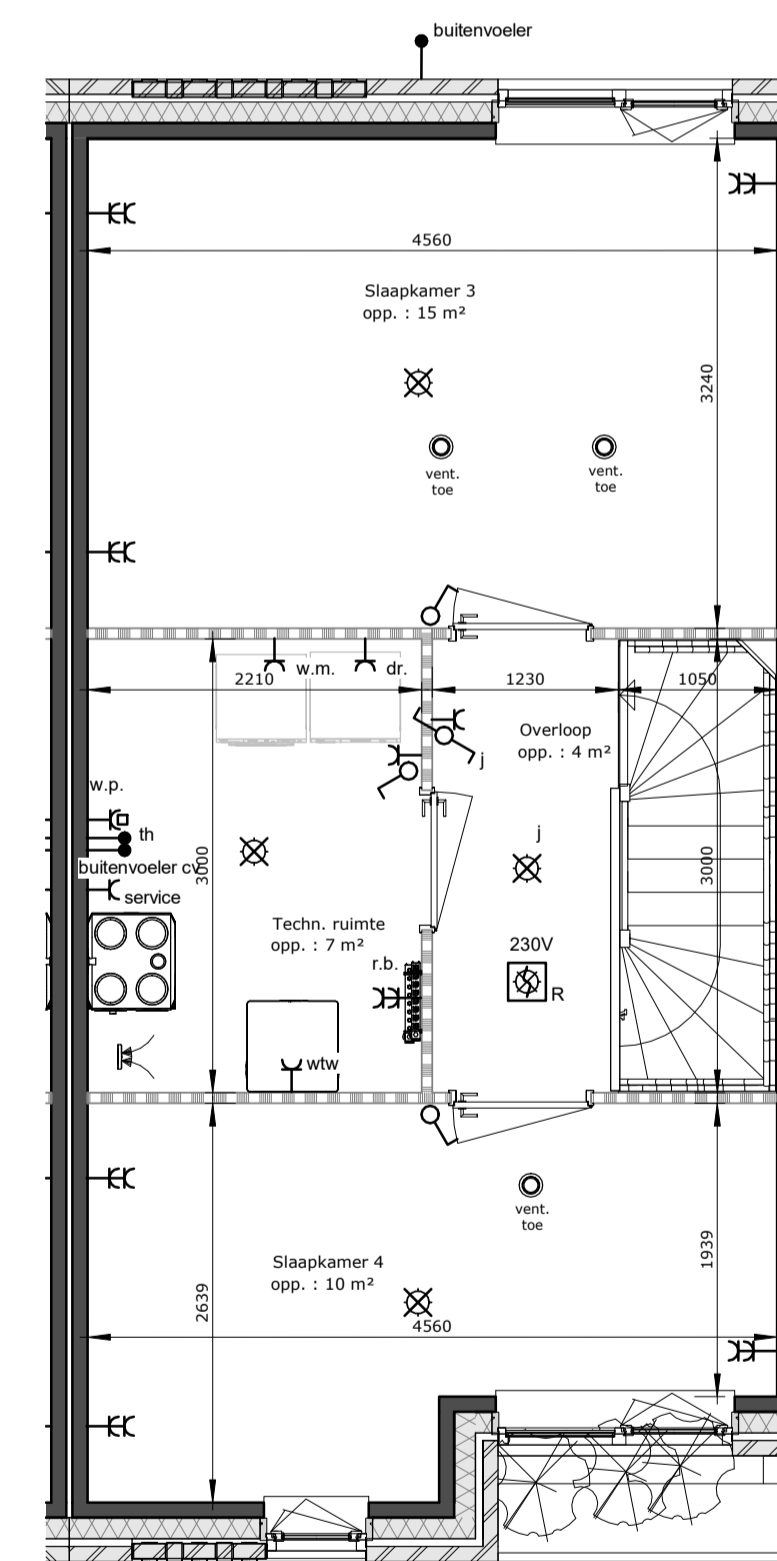 buitenvoeler
4560
Slaapkamer 3
opp. : 15 m²
3240
vent.
toe
vent.
toe
w.m.
dr.
2210
1230
1050
Overloop
opp. : 4 m²
j
w.p.
th
buitenvoeler cv
service
3000
j
3000
Techn. ruimte
opp. : 7 m²
230V
r.b.
R
wtw
vent.
toe
1939
Slaapkamer 4
opp. : 10 m²
2639
4560